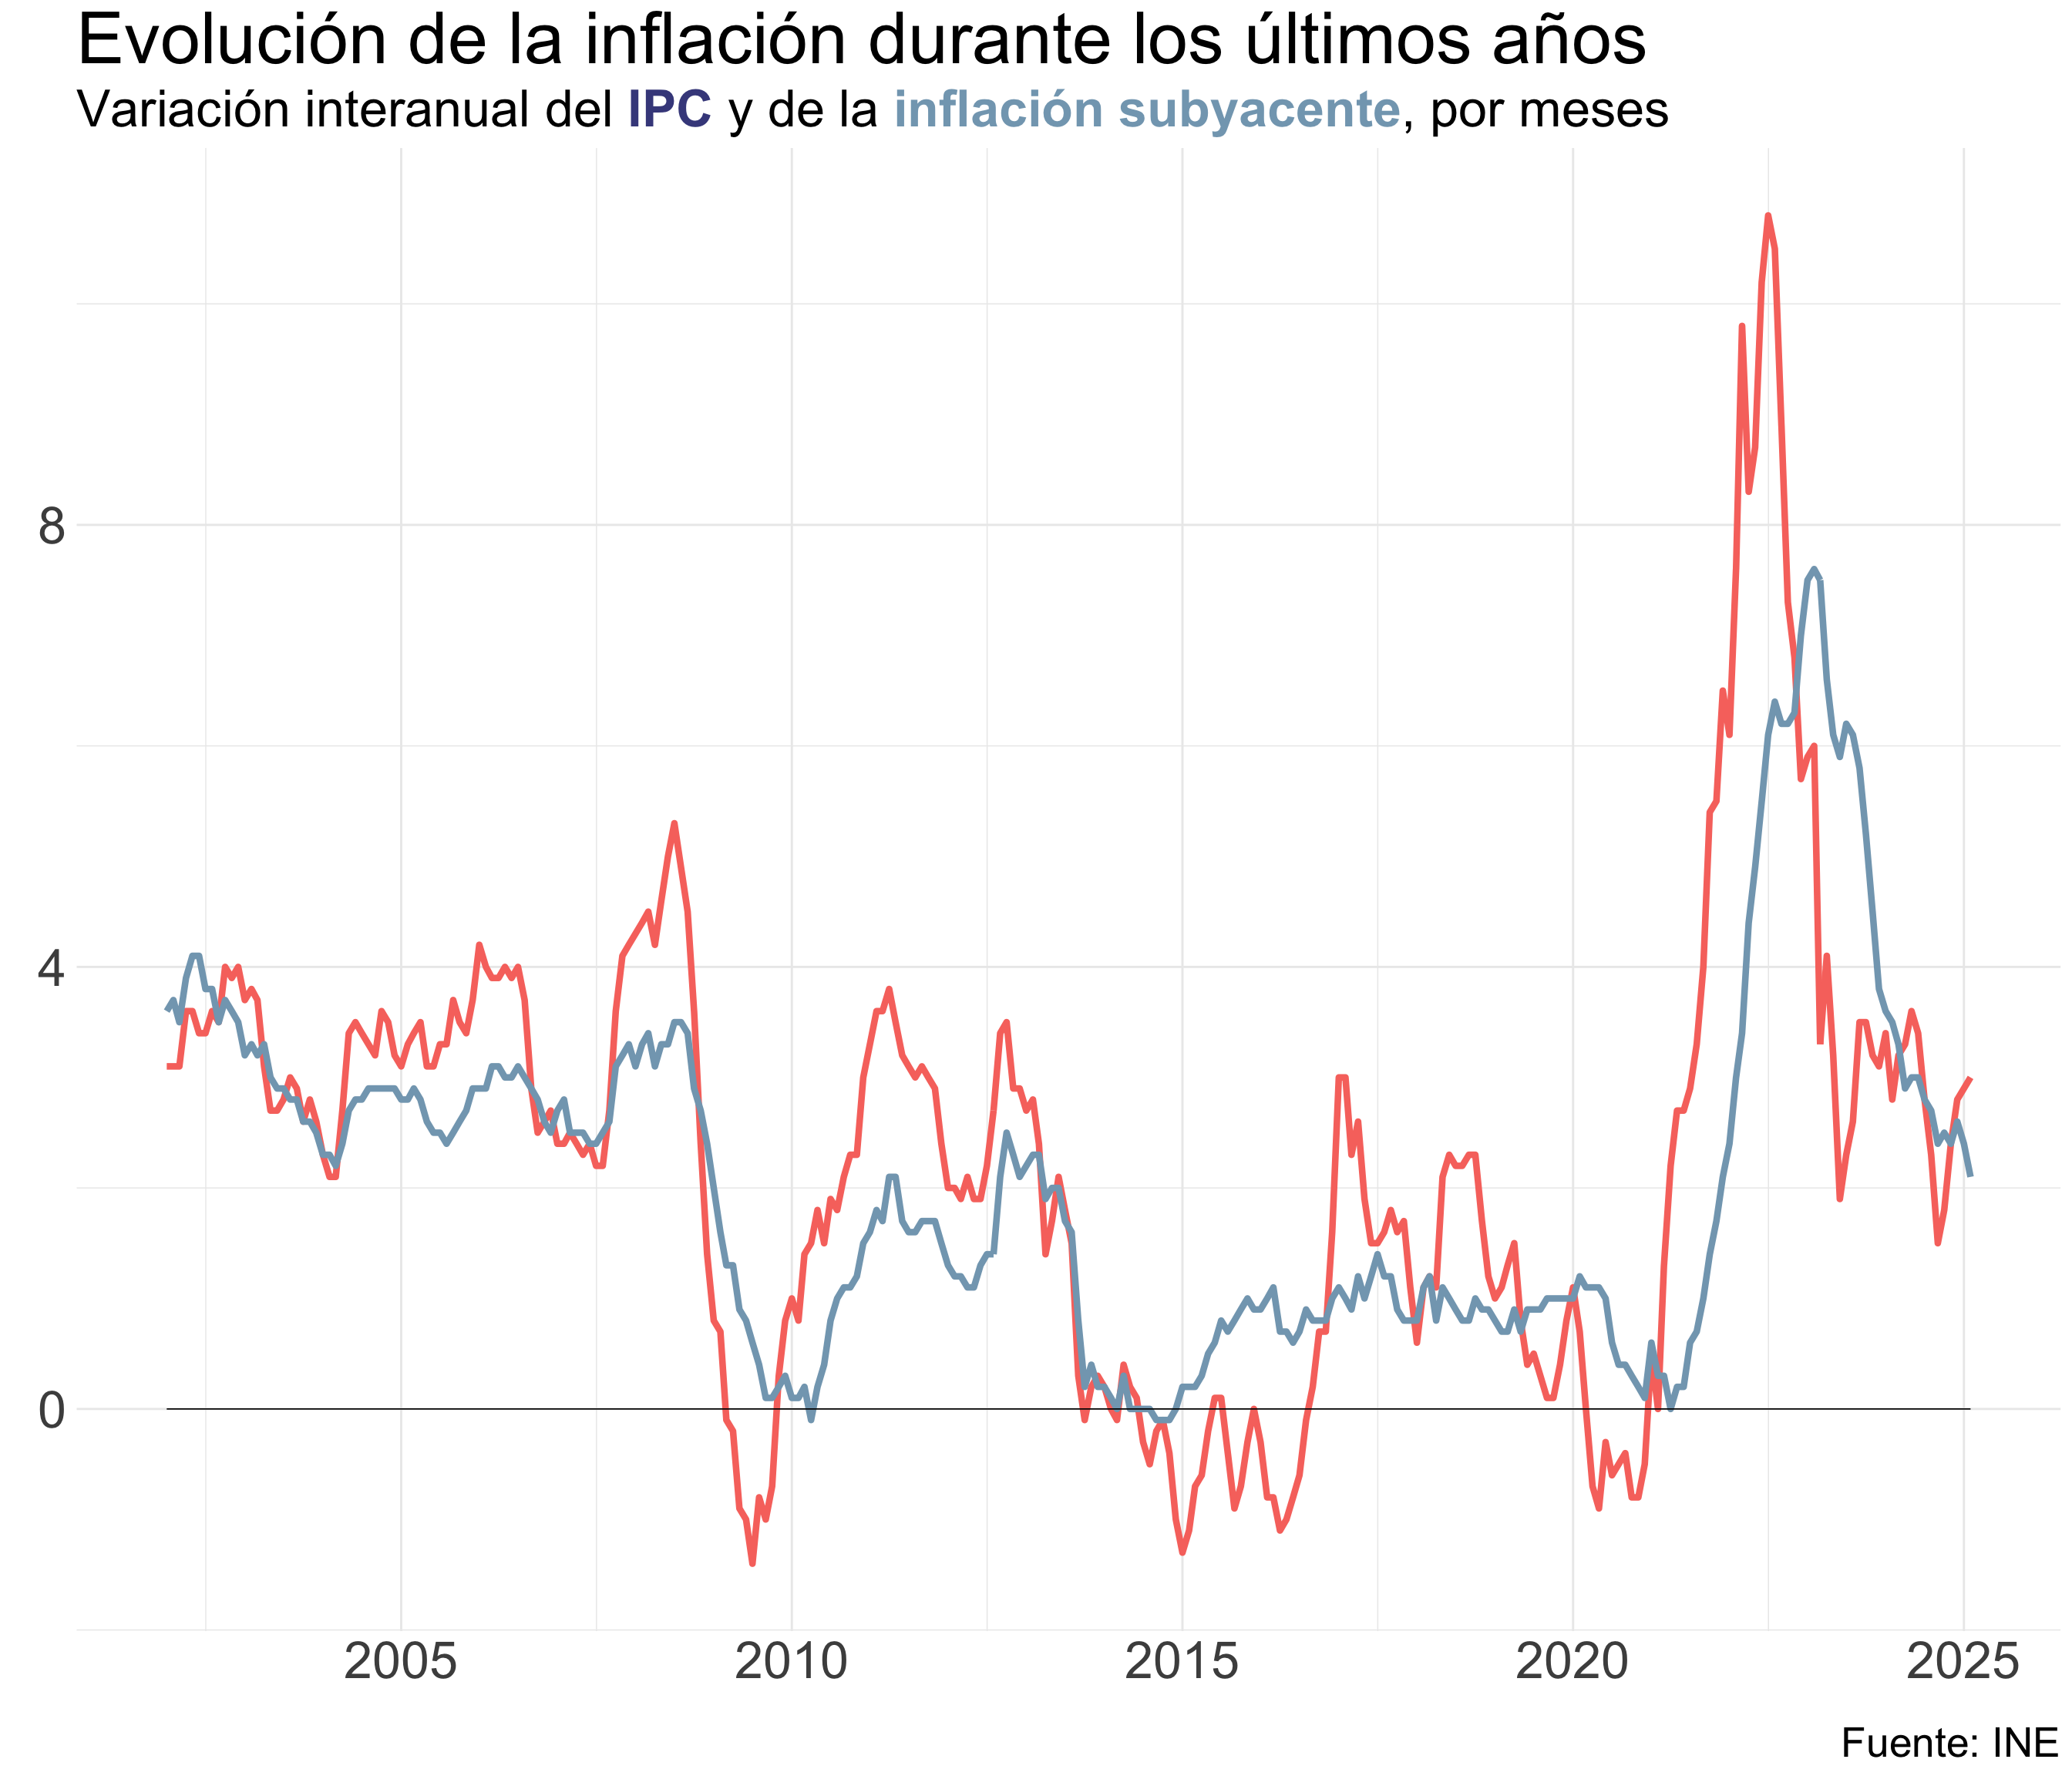 Evolución de la inflación durante los últimos años
Variación interanual del IPC y de la inflación subyacente, por meses
8
4
0
2005 2010 2015 2020 2025
Fuente: INE